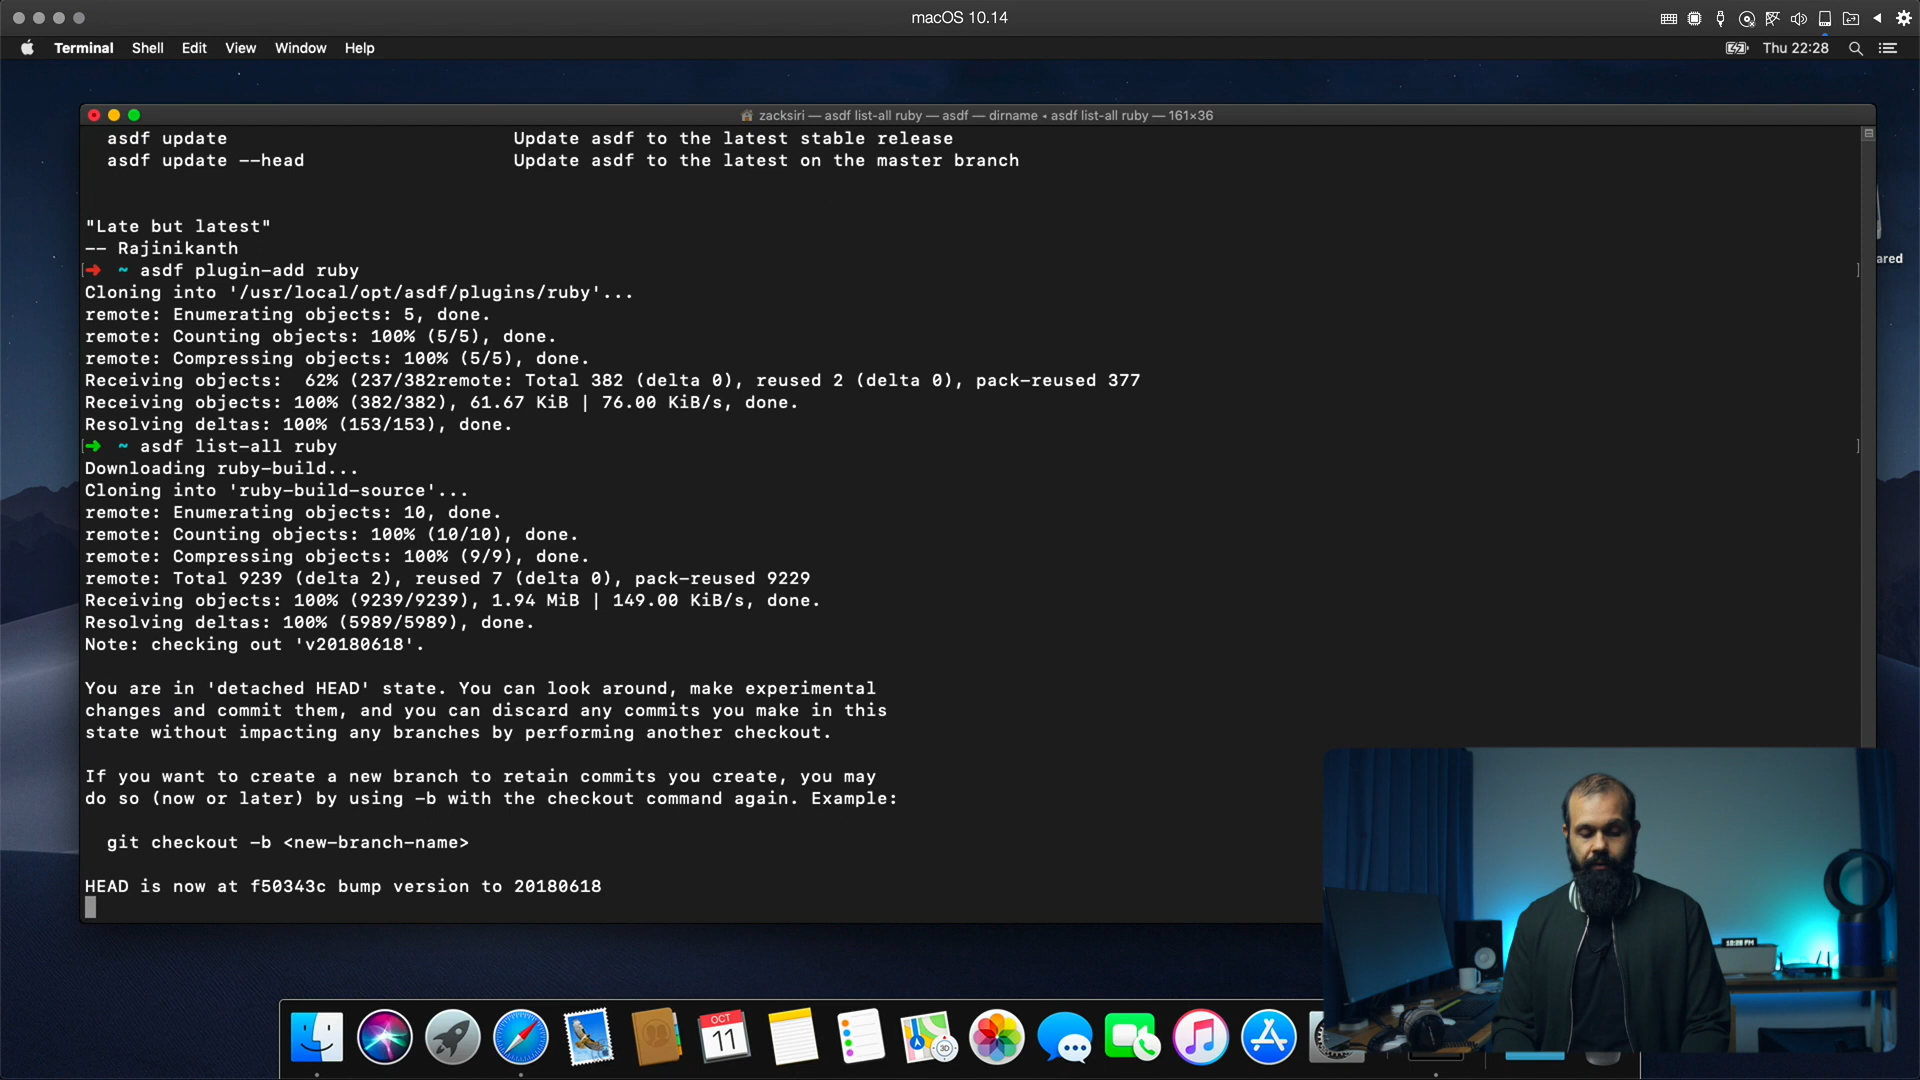 macOS 10.14
Terminal Shell Edit View Window Help
Thu 22:28
zacksiri — asdf list-all ruby — asdf — dirname ◂ asdf list-all ruby — 161×36
asdf update Update asdf to the latest stable release
asdf update --head Update asdf to the latest on the master branch
"Late but latest"
-- Rajinikanth
[➜ ~ asdf plugin-add ruby ]
Cloning into '/usr/local/opt/asdf/plugins/ruby'...
remote: Enumerating objects: 5, done.
remote: Counting objects: 100% (5/5), done.
remote: Compressing objects: 100% (5/5), done.
Receiving objects:  62% (237/382remote: Total 382 (delta 0), reused 2 (delta 0), pack-reused 377
Receiving objects: 100% (382/382), 61.67 KiB | 76.00 KiB/s, done.
Resolving deltas: 100% (153/153), done.
[➜ ~ asdf list-all ruby ]
Downloading ruby-build...
Cloning into 'ruby-build-source'...
remote: Enumerating objects: 10, done.
remote: Counting objects: 100% (10/10), done.
remote: Compressing objects: 100% (9/9), done.
remote: Total 9239 (delta 2), reused 7 (delta 0), pack-reused 9229
Receiving objects: 100% (9239/9239), 1.94 MiB | 149.00 KiB/s, done.
Resolving deltas: 100% (5989/5989), done.
Note: checking out 'v20180618'.
You are in 'detached HEAD' state. You can look around, make experimental
changes and commit them, and you can discard any commits you make in this
state without impacting any branches by performing another checkout.
If you want to create a new branch to retain commits you create, you may
do so (now or later) by using -b with the checkout command again. Example:
git checkout -b <new-branch-name>
HEAD is now at f50343c bump version to 20180618
ared
10:28 PM
OCT
11
3D